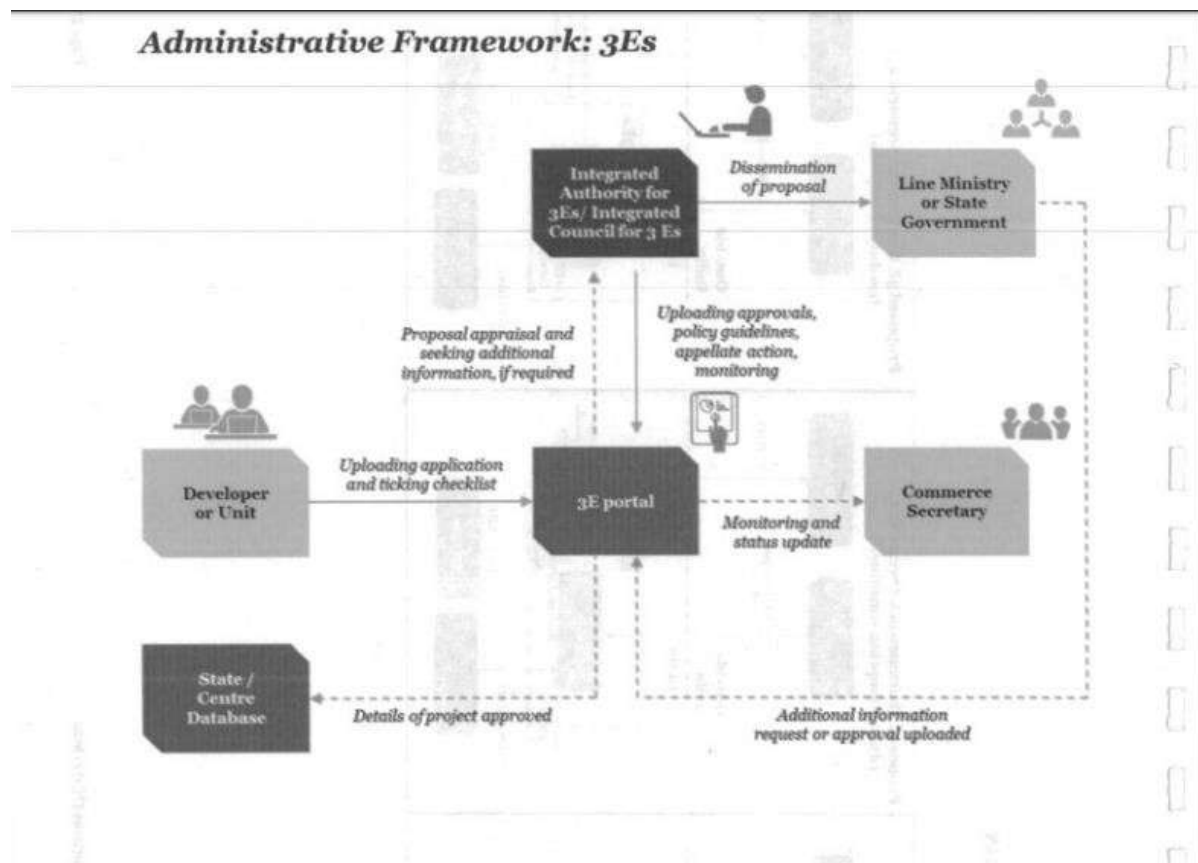 Administrative Framework: 3Es
Integrated
Authority for
3Es/ Integrated
Council for 3 Es
Dissemination
of proposal
Line Ministry
or State
Government
Proposal appraisal and
seeking additional
information, if required
Uploading approvals,
policy guidelines,
appellate action,
monitoring
Developer
or Unit
Uploading application
and ticking checklist
3E portal
Monitoring and
status update
Commerce
Secretary
State /
Centre
Database
Details of project approved
Additional information
request or approval uploaded